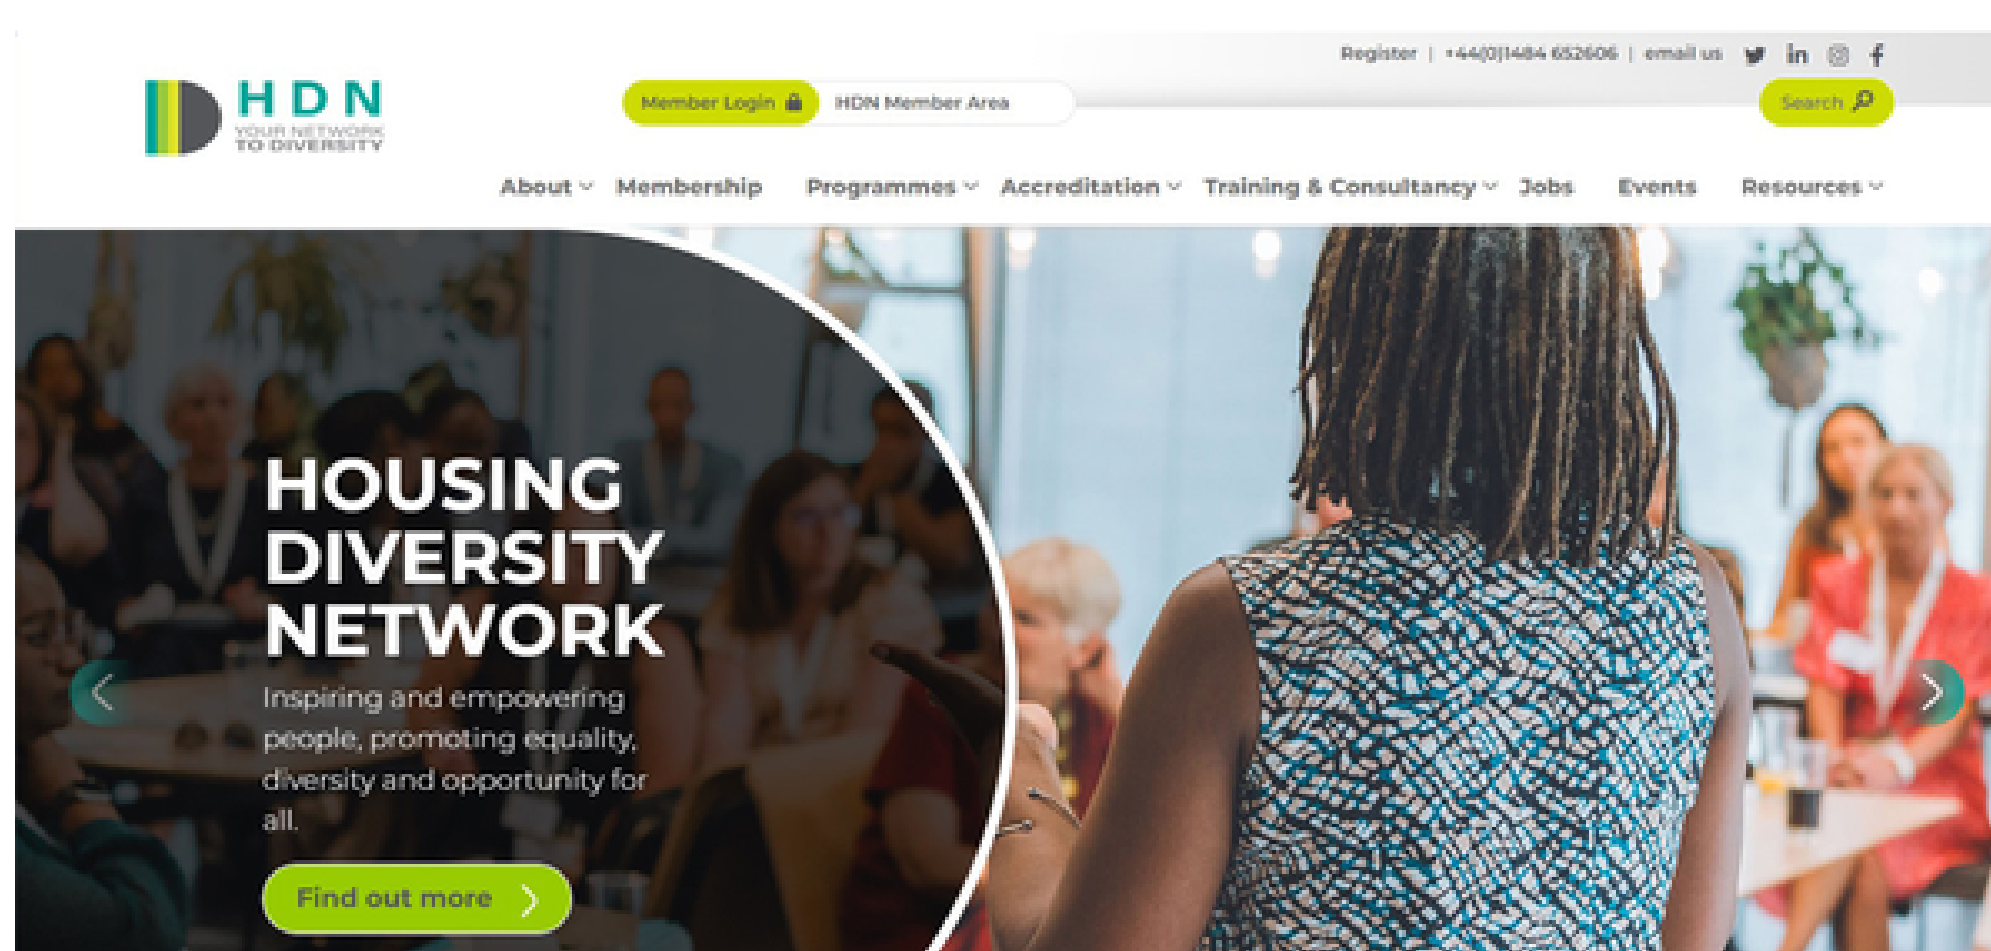 Register | +44(0)1484 652606 | email us
HDN
YOUR NETWORK
TO DIVERSITY
Member Login HDN Member Area
Search
About Membership Programmes Accreditation Training & Consultancy Jobs Events Resources
HOUSING
DIVERSITY
NETWORK
Inspiring and empowering
people, promoting equality,
diversity and opportunity for
all.
Find out more